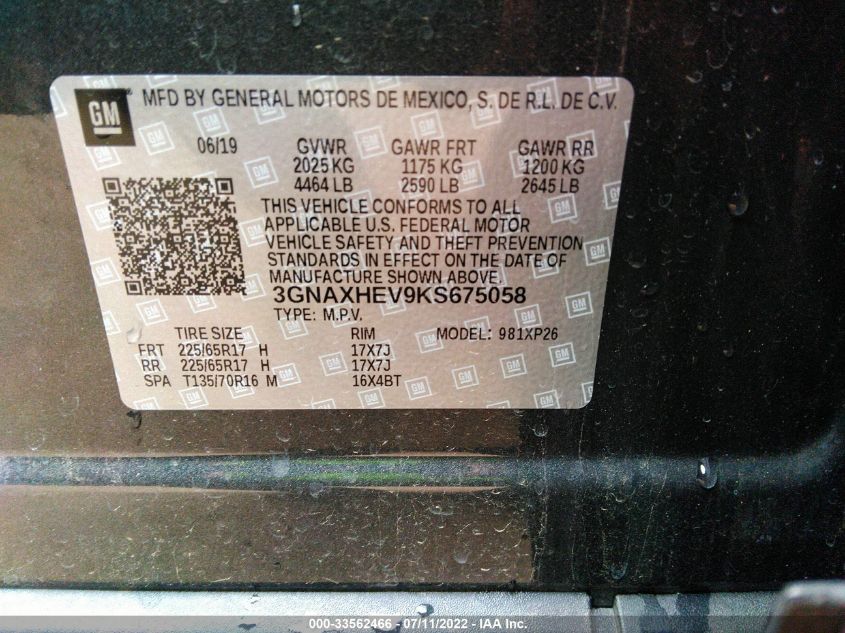 GM MFD BY GENERAL MOTORS DE MEXICO, S. DE R.L. DE C.V.
06/19 GVWR GAWR FRT GAWR RR
2025 KG 1175 KG 1200 KG
4464 LB 2590 LB 2645 LB
THIS VEHICLE CONFORMS TO ALL
APPLICABLE U.S. FEDERAL MOTOR
VEHICLE SAFETY AND THEFT PREVENTION
STANDARDS IN EFFECT ON THE DATE OF
MANUFACTURE SHOWN ABOVE.
3GNAXHEV9KS675058
TYPE: M.P.V.
TIRE SIZE RIM MODEL: 981XP26
FRT 225/65R17 H 17X7J
RR 225/65R17 H 17X7J
SPA T135/70R16 M 16X4BT
000-33562466 - 07/11/2022 - IAA Inc.